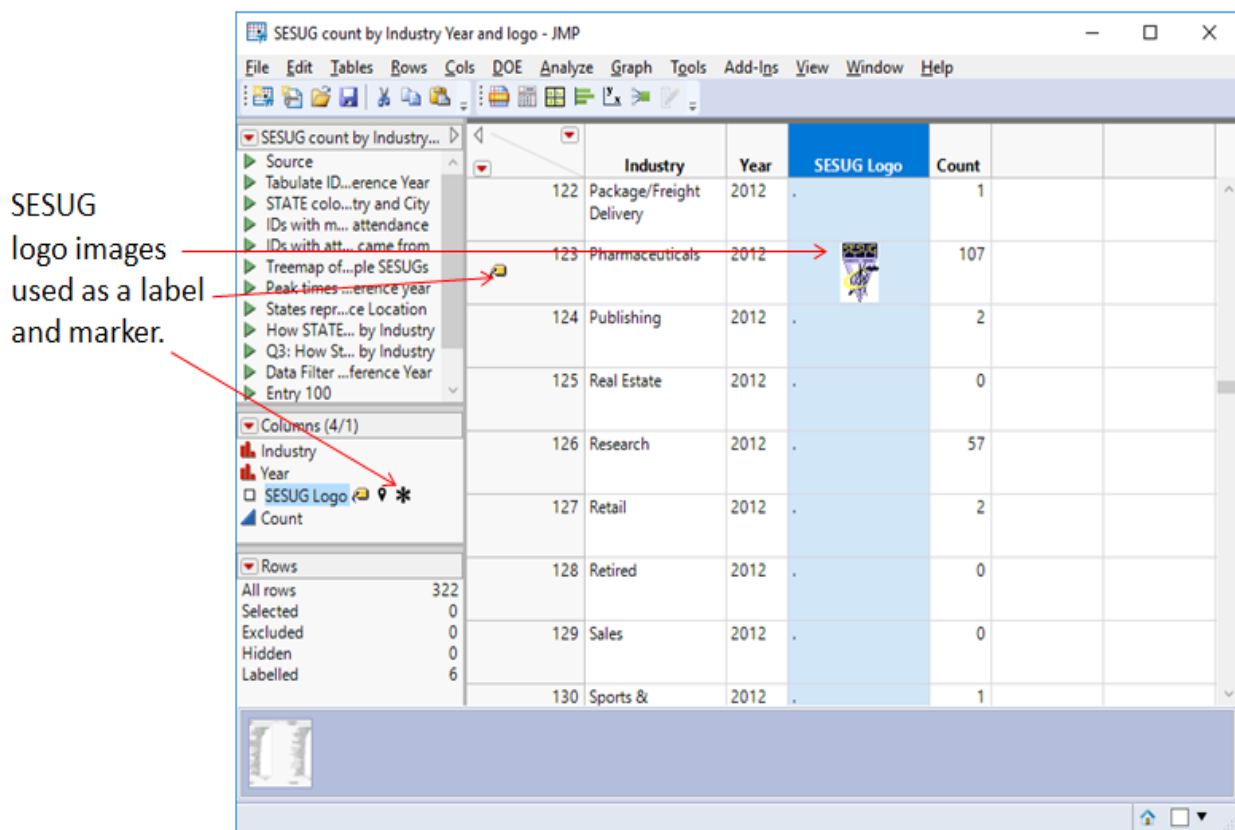 SESUG count by Industry Year and logo - JMP
File Edit Tables Rows Cols DOE Analyze Graph Tools Add-Ins View Window Help
SESUG
logo images
used as a label
and marker.
SESUG count by Industry...
Source
Tabulate ID...erence Year
STATE colo...try and City
IDs with m... attendance
IDs with att... came from
Treemap of...ple SESUGs
Peak times ...erence year
States repr...ce Location
How STATE... by Industry
Q3: How St... by Industry
Data Filter ...ference Year
Entry 100
Columns (4/1)
Industry
Year
SESUG Logo
Count
Rows
All rows 322
Selected 0
Excluded 0
Hidden 0
Labelled 6
Industry Year SESUG Logo Count
122 Package/Freight 2012 . 1
Delivery
123 Pharmaceuticals 2012 SESUG 107
124 Publishing 2012 . 2
125 Real Estate 2012 . 0
126 Research 2012 . 57
127 Retail 2012 . 2
128 Retired 2012 . 0
129 Sales 2012 . 0
130 Sports & 2012 . 1